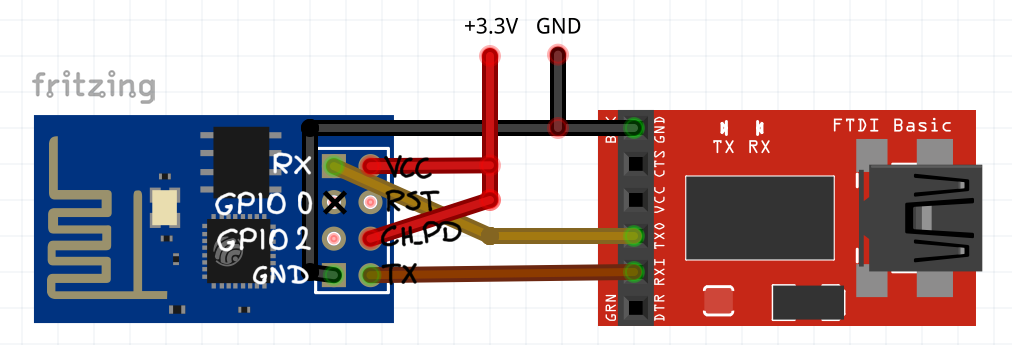 +3.3V GND
fritzing
RX VCC
GPIO 0 RST
GPIO 2 CH_PD
GND TX
GND
CTS
VCC
TXO
RXI
DTR
GRN
TX RX
FTDI Basic